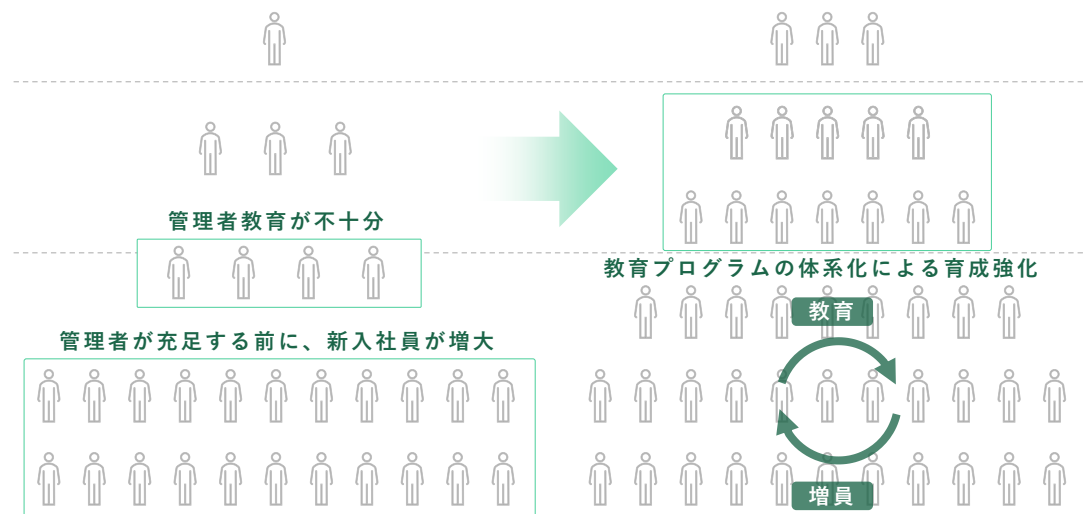 管理者教育が不十分
管理者が充足する前に、新入社員が増大
教育プログラムの体系化による育成強化
教育
増員